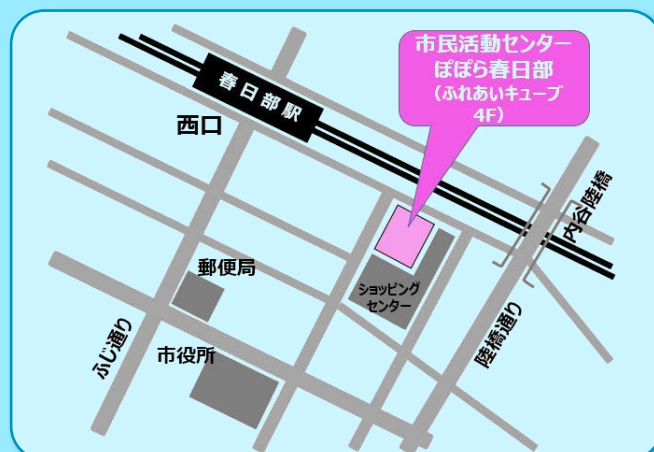 市民活動センター
ぽぽら春日部
(ふれあいキューブ
4F)
春日部駅
西口
内谷陸橋
郵便局
ショッピング
センター
ふじ通り
市役所
陸橋通り